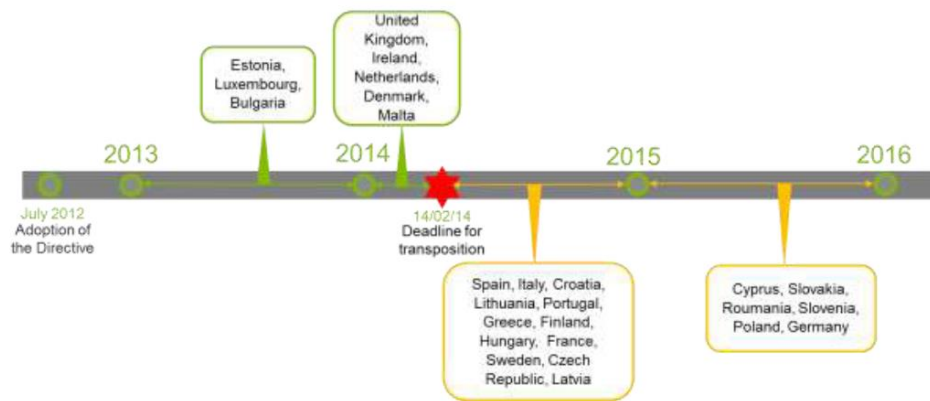 United
Kingdom,
Ireland,
Netherlands,
Denmark,
Malta
Estonia,
Luxembourg,
Bulgaria
2013
2014
2015
2016
July 2012
Adoption of
the Directive
14/02/14
Deadline for
transposition
Spain, Italy, Croatia,
Lithuania, Portugal,
Greece, Finland,
Hungary, France,
Sweden, Czech
Republic, Latvia
Cyprus, Slovakia,
Roumania, Slovenia,
Poland, Germany